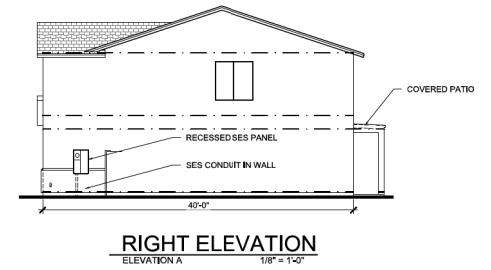 COVERED PATIO
RECESSED SES PANEL
SES CONDUIT IN WALL
40'-0"
RIGHT ELEVATION
ELEVATION A 1/8" = 1'-0"